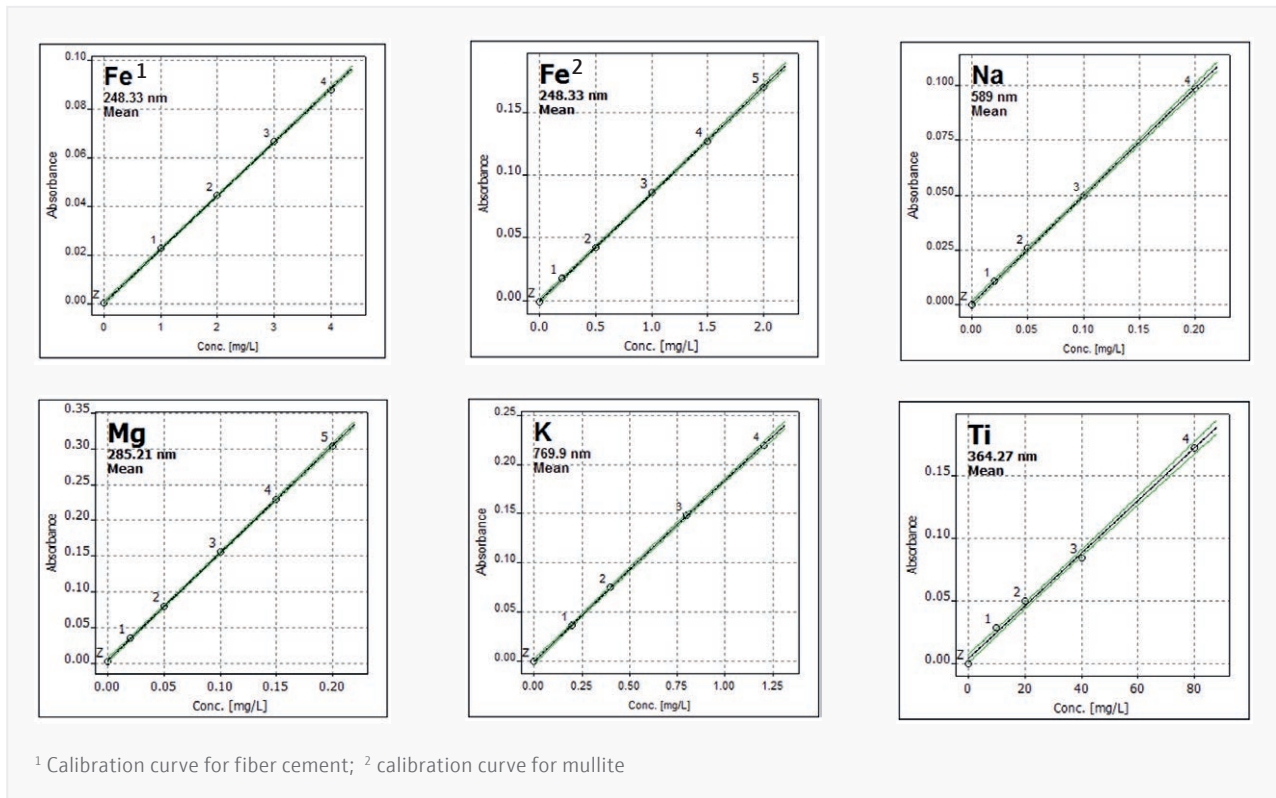 Fe1
248.33 nm
Mean
0.10
0.08
0.06
0.04
0.02
0.00
Absorbance
Z
1
2
3
4
0
1
2
3
4
Conc. [mg/L]
Fe2
248.33 nm
Mean
0.15
0.10
0.05
0.00
Absorbance
1
2
3
4
5
Z
0.0
0.5
1.0
1.5
2.0
Conc. [mg/L]
Na
589 nm
Mean
0.100
0.075
0.050
0.025
0.000
Absorbance
Z
1
2
3
4
0.00
0.05
0.10
0.20
Conc. [mg/L]
Mg
285.21 nm
Mean
0.35
0.30
0.25
0.20
0.15
0.10
0.05
0.00
Absorbance
Z
1
2
3
4
5
0.00
0.05
0.10
0.15
0.20
Conc. [mg/L]
K
769.9 nm
Mean
0.25
0.20
0.15
0.10
0.05
0.00
Absorbance
Z
1
2
3
4
0.00
0.25
0.50
0.75
1.00
1.25
Conc. [mg/L]
Ti
364.27 nm
Mean
0.15
0.10
0.05
0.00
Absorbance
Z
1
2
3
4
0
20
40
60
80
Conc. [mg/L]
1 Calibration curve for fiber cement; 2 calibration curve for mullite